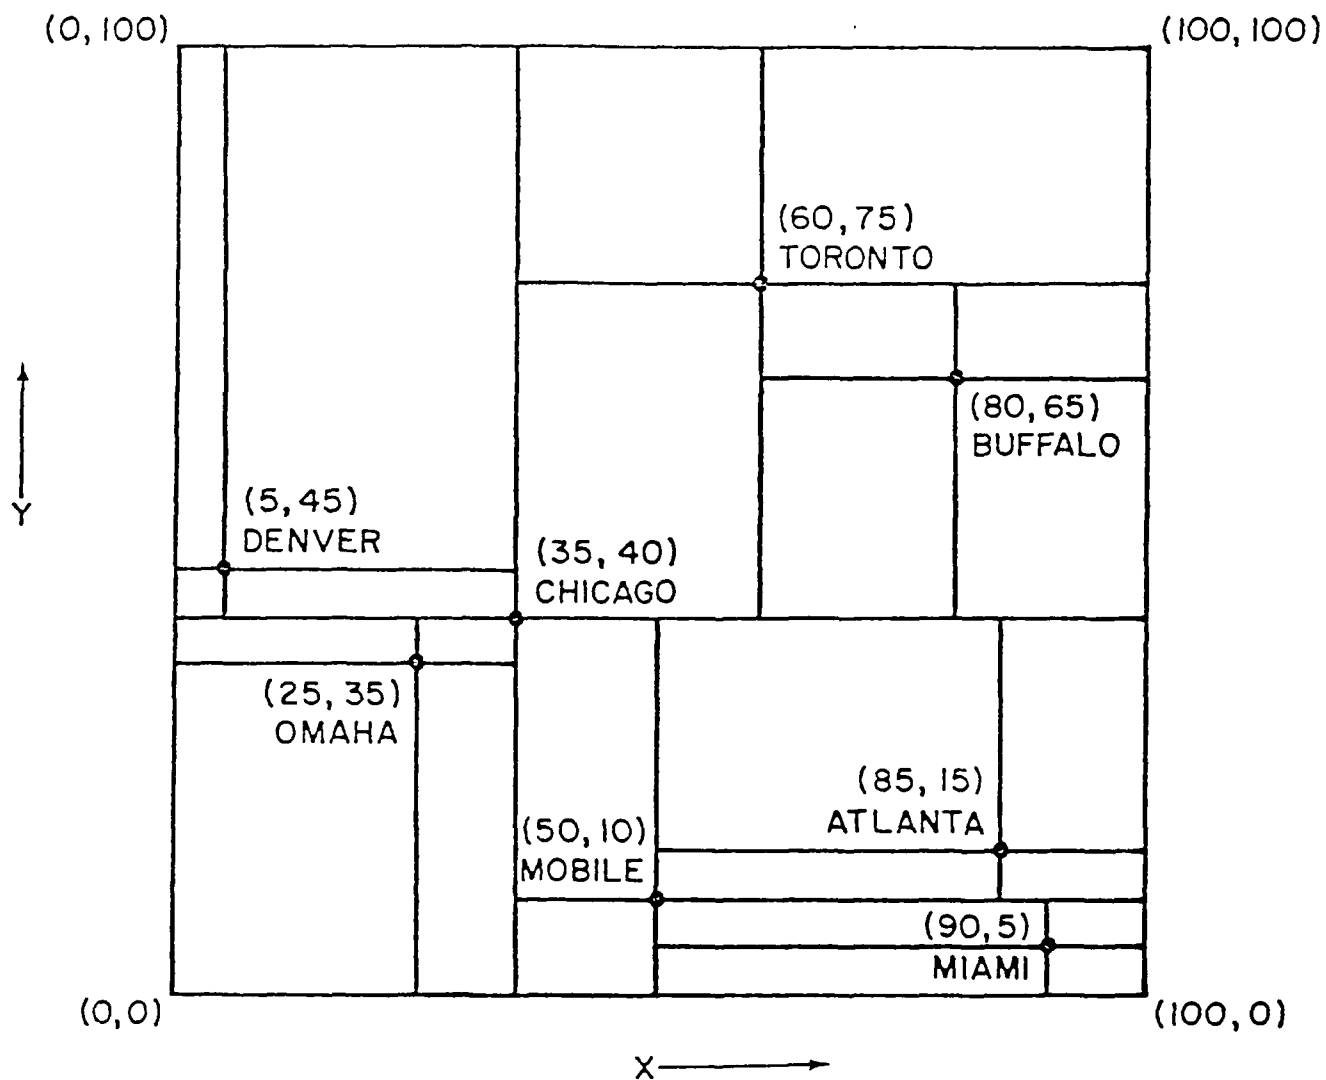 (0,100)
(100,100)
(60,75)
TORONTO
(80,65)
BUFFALO
(5,45)
DENVER
Y
(35,40)
CHICAGO
(25,35)
OMAHA
(85,15)
ATLANTA
(50,10)
MOBILE
(90,5)
MIAMI
(0,0)
(100,0)
X